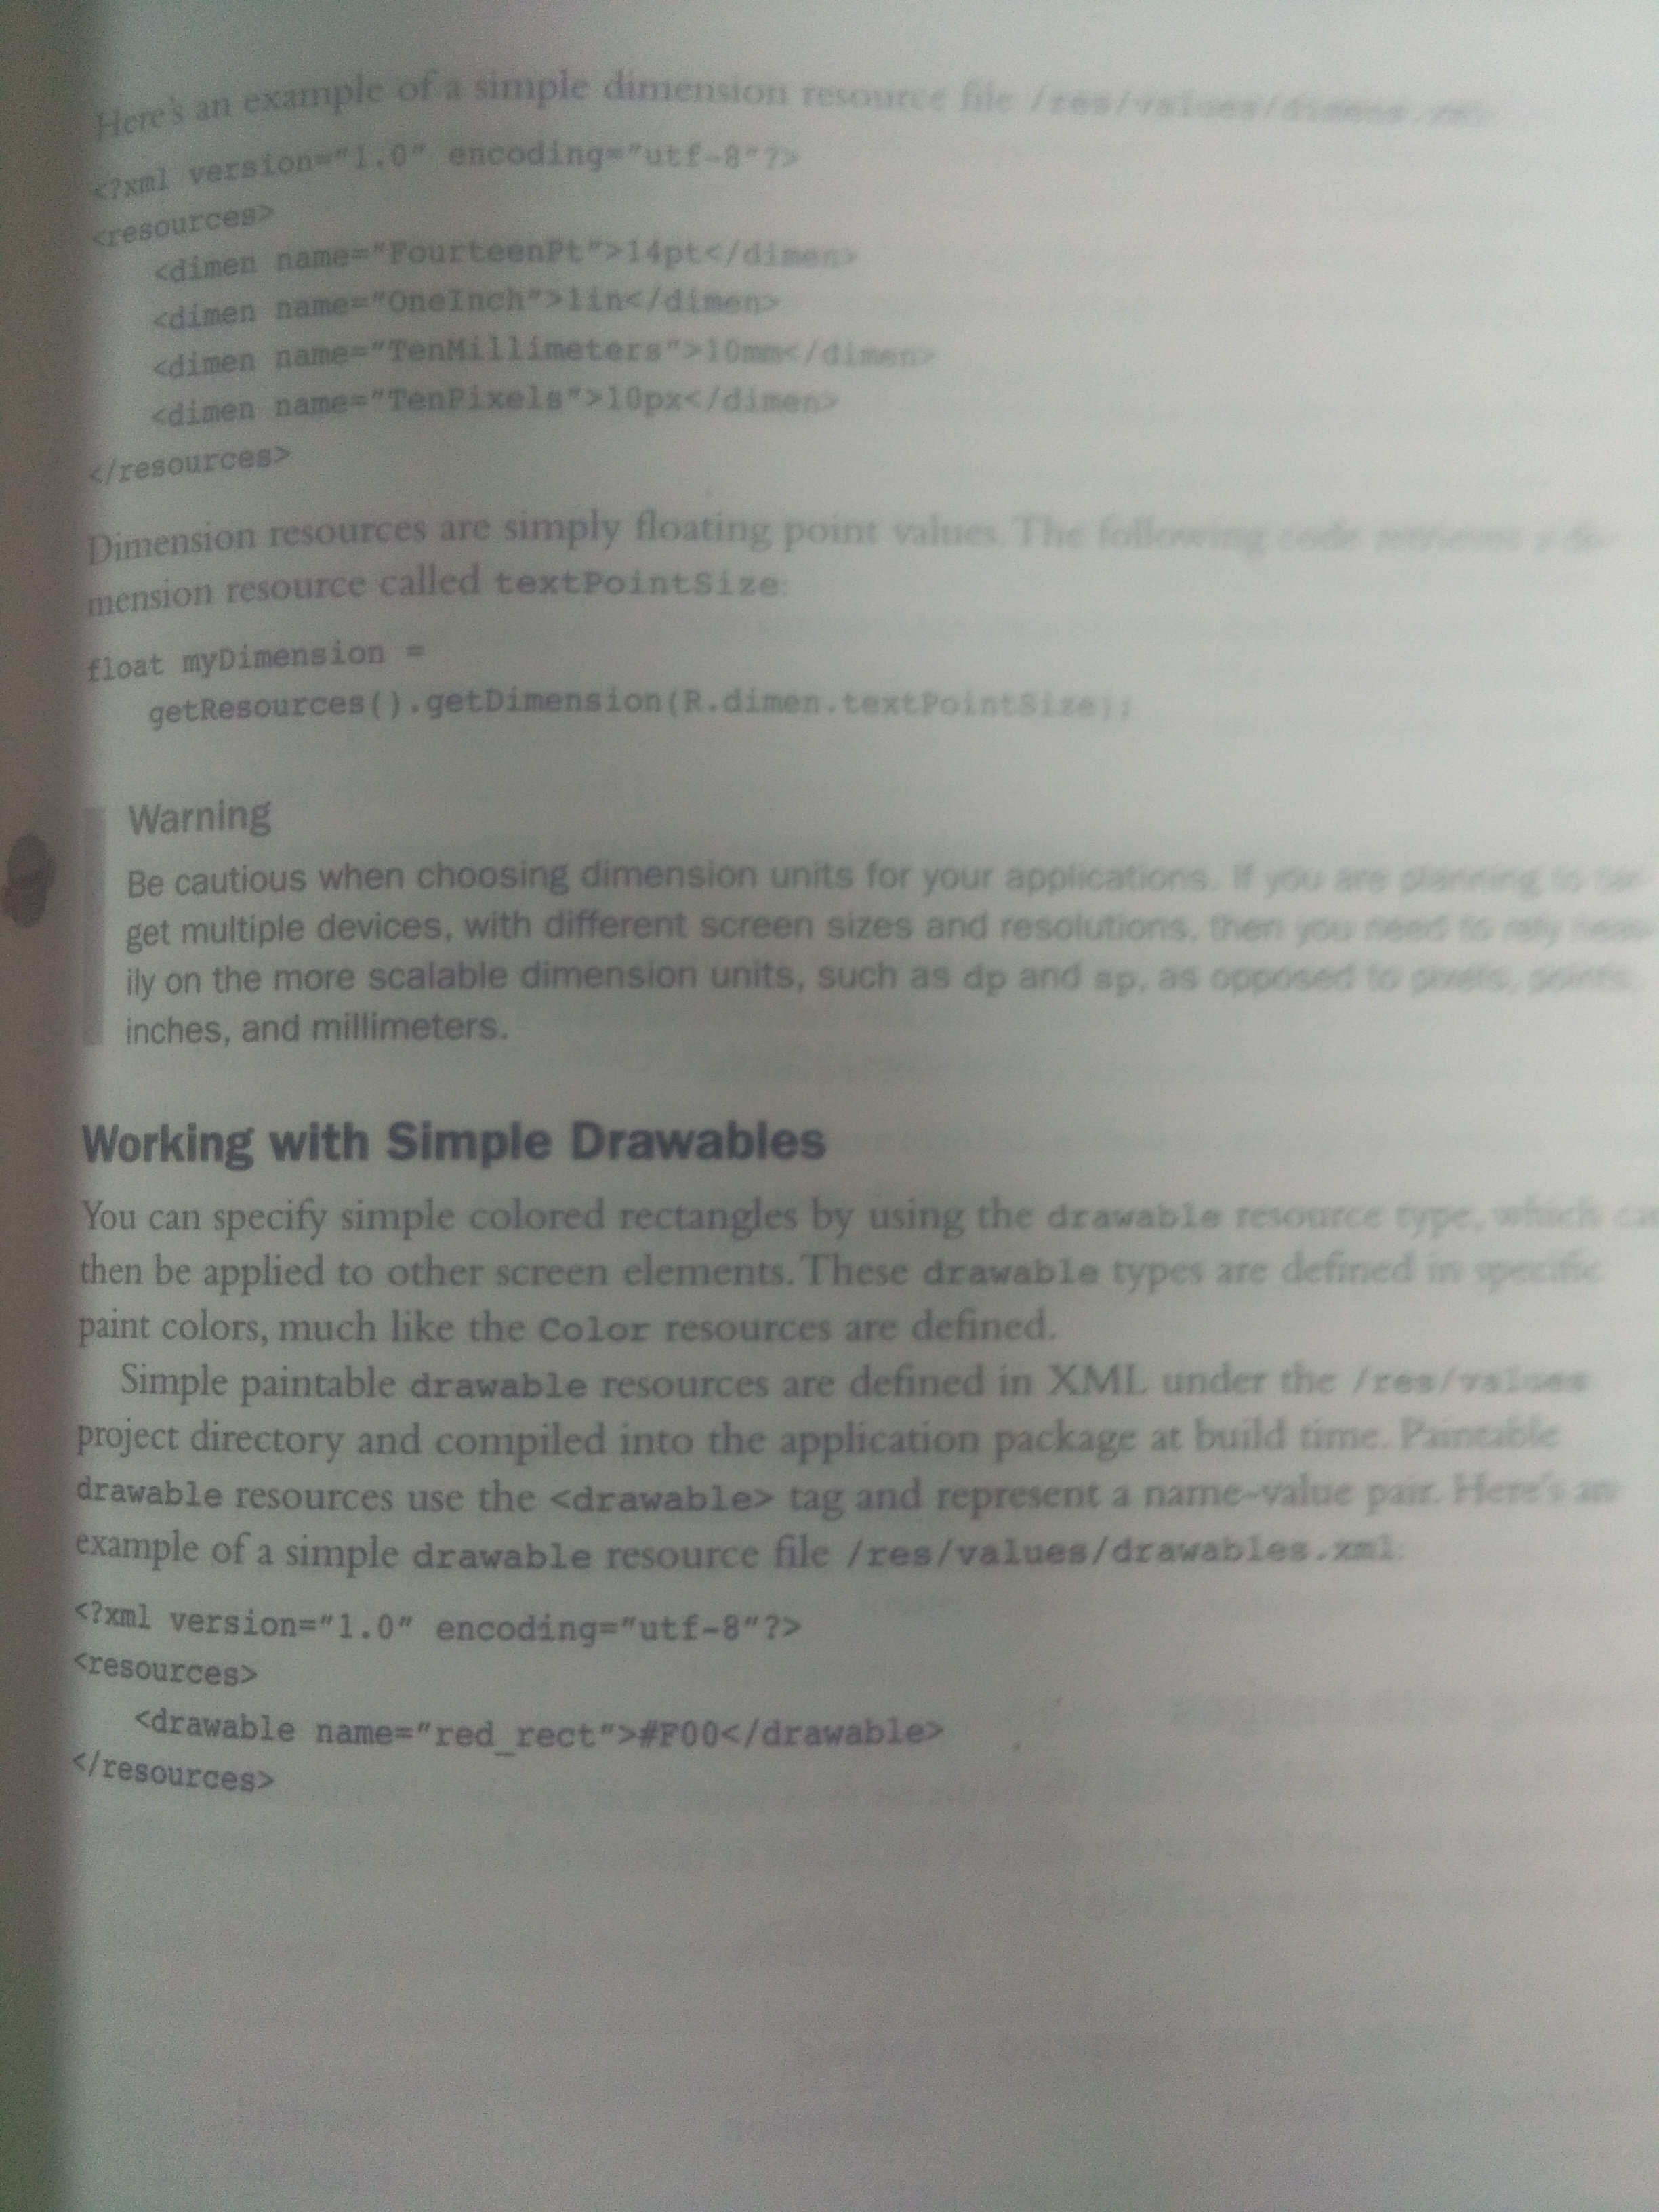 Here's an example of a simple dimension resource file /res/values/dimens.xml:
<?xml version="1.0" encoding="utf-8"?>
<resources>
<dimen name="FourteenPt">14pt</dimen>
<dimen name="OneInch">1in</dimen>
<dimen name="TenMillimeters">10mm</dimen>
<dimen name="TenPixels">10px</dimen>
</resources>
Dimension resources are simply floating point values. The following code retrieves a di-
mension resource called textPointSize:
float myDimension =
getResources().getDimension(R.dimen.textPointSize);
Warning
Be cautious when choosing dimension units for your applications. If you are planning to tar-
get multiple devices, with different screen sizes and resolutions, then you need to rely heav-
ily on the more scalable dimension units, such as dp and sp, as opposed to pixels, points,
inches, and millimeters.
Working with Simple Drawables
You can specify simple colored rectangles by using the drawable resource type, which can
then be applied to other screen elements. These drawable types are defined in specific
paint colors, much like the Color resources are defined.
Simple paintable drawable resources are defined in XML under the /res/values
project directory and compiled into the application package at build time. Paintable
drawable resources use the <drawable> tag and represent a name-value pair. Here's an
example of a simple drawable resource file /res/values/drawables.xml:
<?xml version="1.0" encoding="utf-8"?>
<resources>
<drawable name="red_rect">#F00</drawable>
</resources>